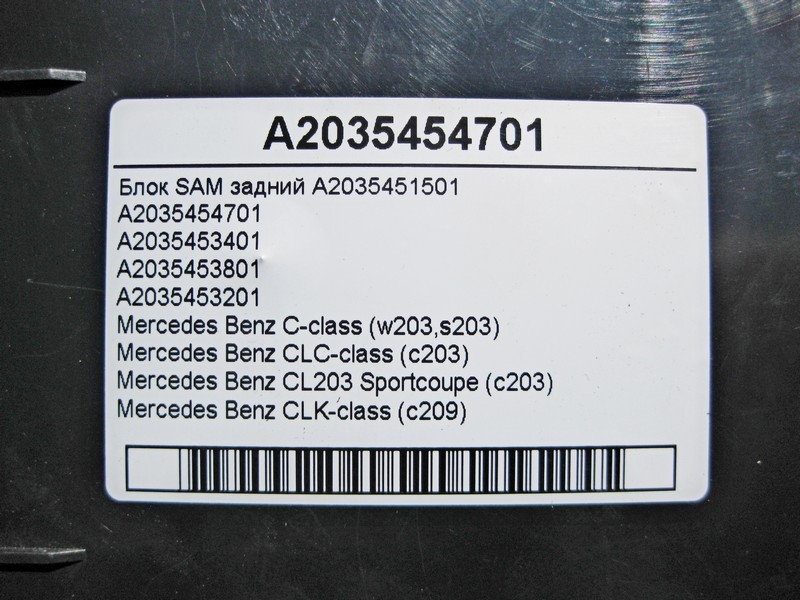 A2035454701
Блок SAM задний A2035451501
A2035454701
A2035453401
A2035453801
A2035453201
Mercedes Benz C-class (w203,s203)
Mercedes Benz CLC-class (c203)
Mercedes Benz CL203 Sportcoupe (c203)
Mercedes Benz CLK-class (c209)